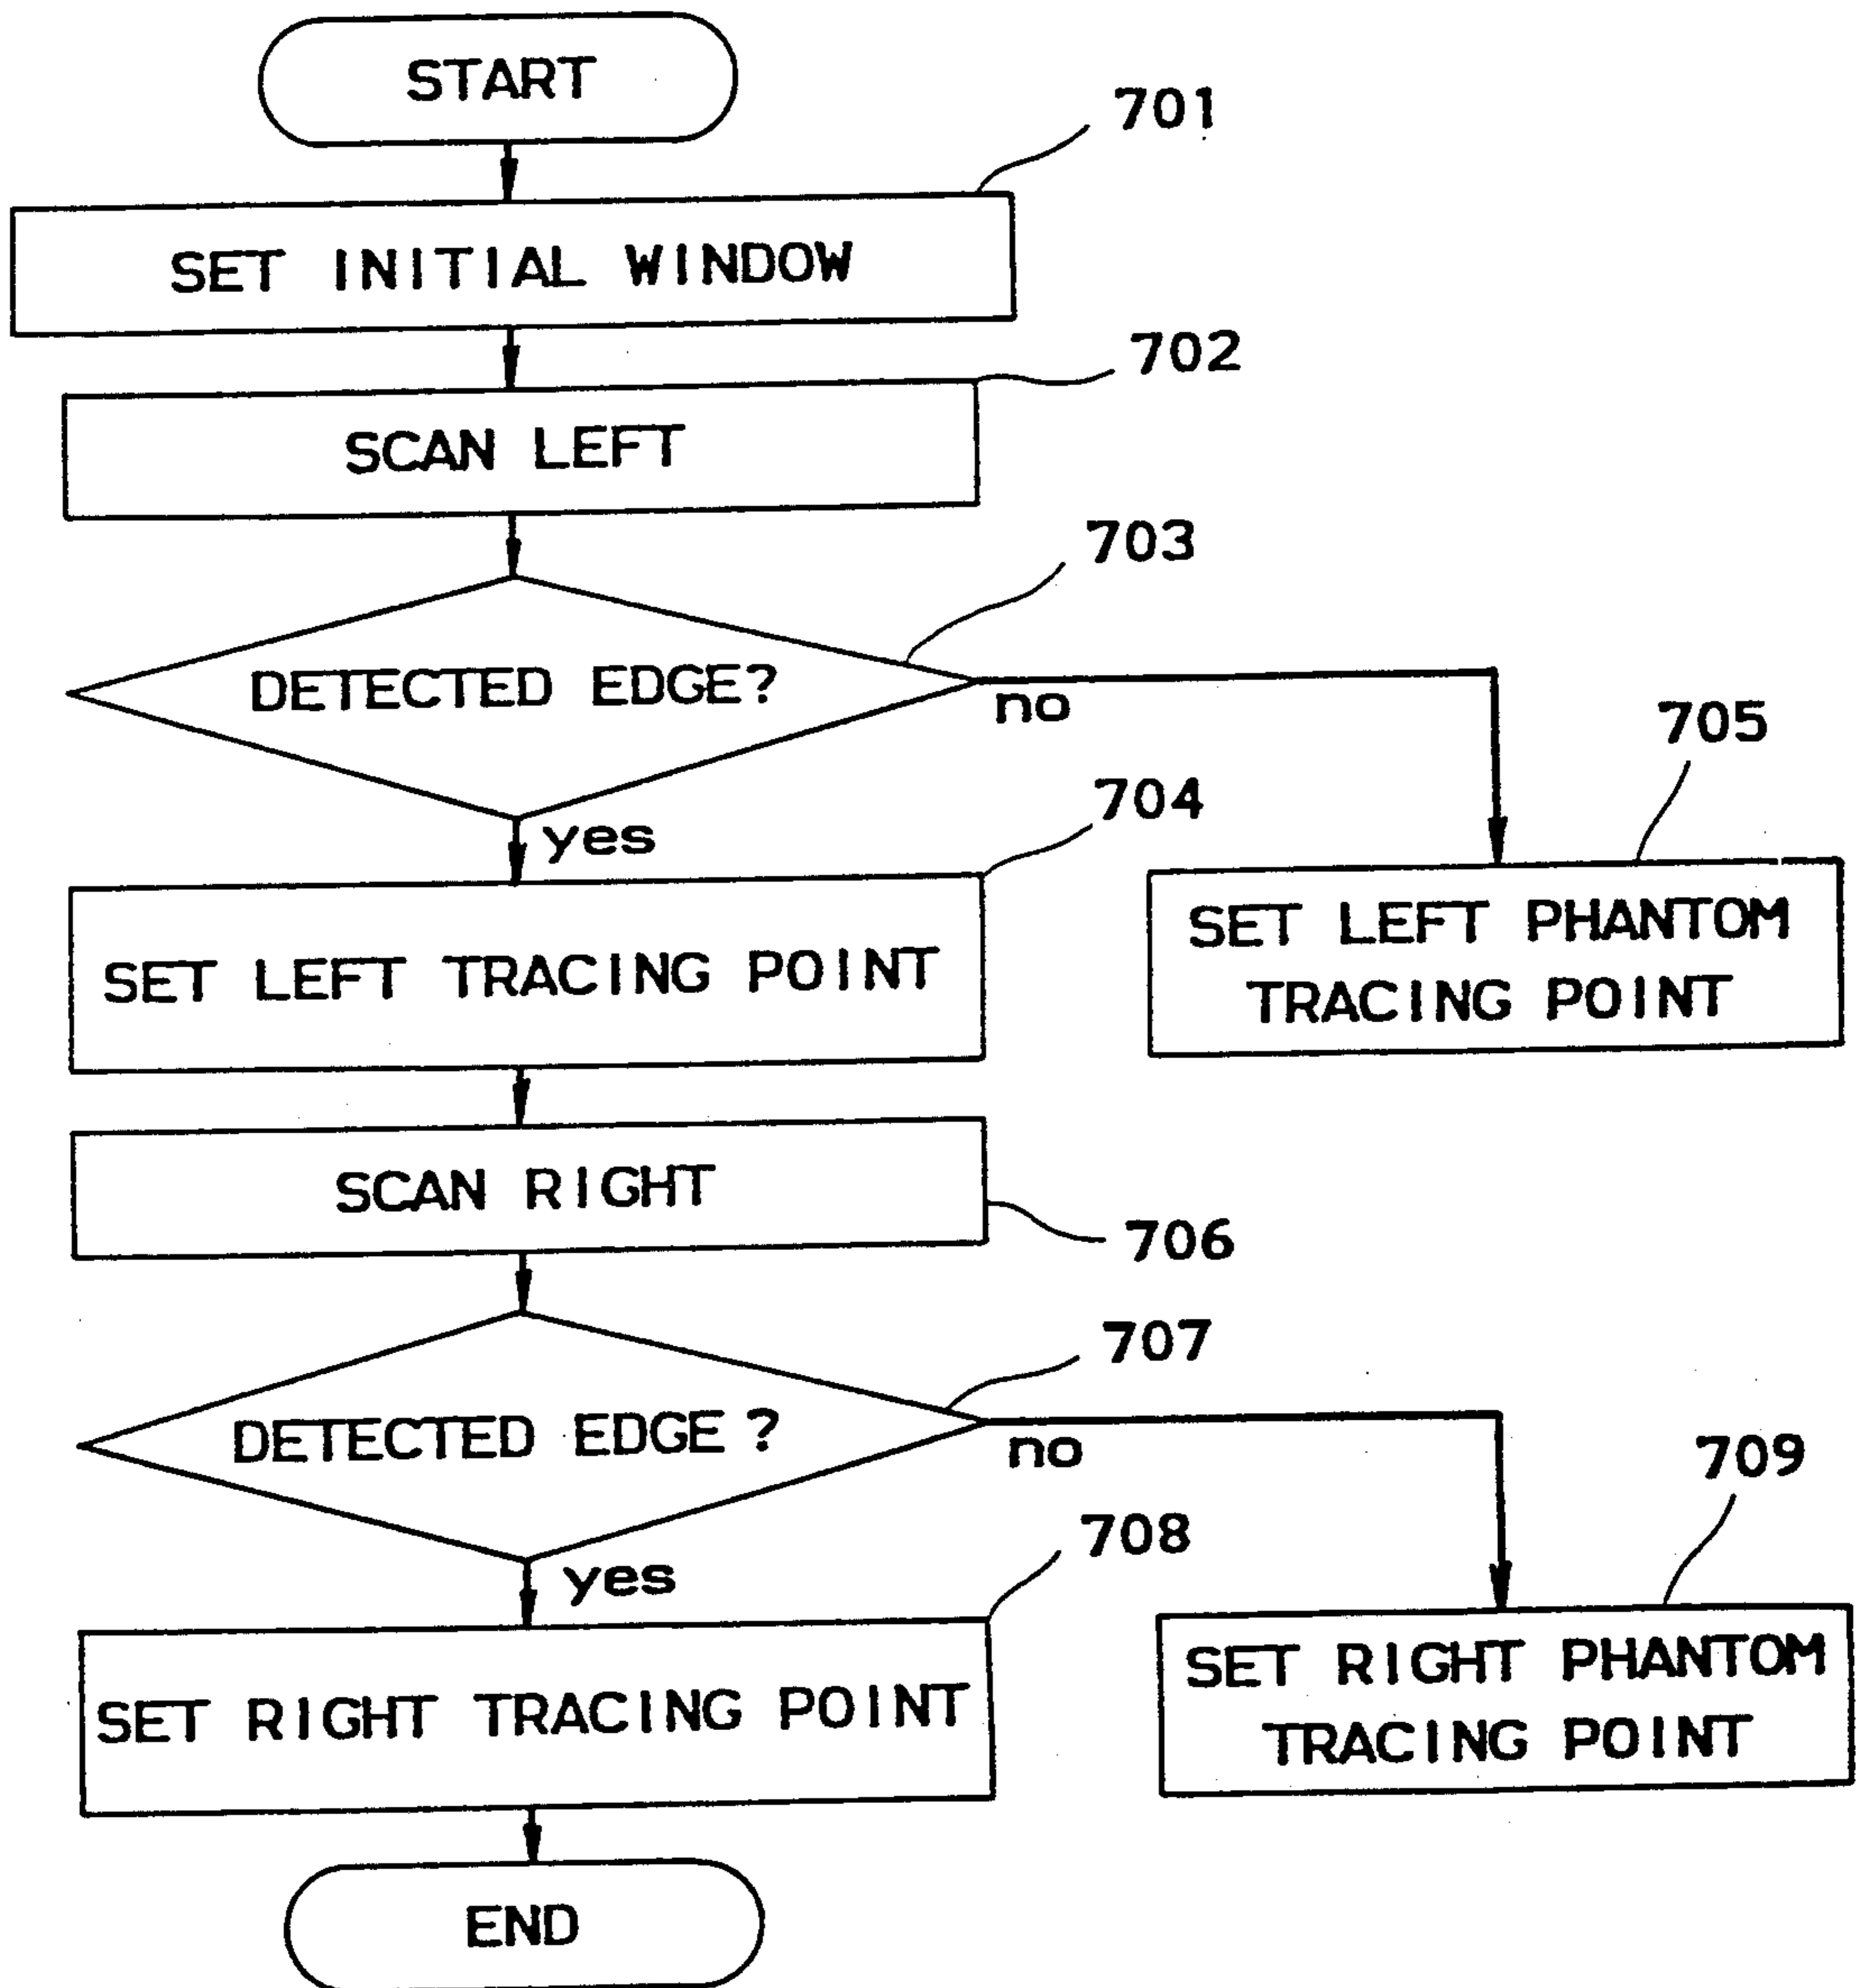 START
701
SET INITIAL WINDOW
702
SCAN LEFT
703
DETECTED EDGE?
no
705
yes
704
SET LEFT TRACING POINT
SET LEFT PHANTOM
TRACING POINT
SCAN RIGHT
706
707
DETECTED EDGE ?
no
709
yes
708
SET RIGHT TRACING POINT
SET RIGHT PHANTOM
TRACING POINT
END